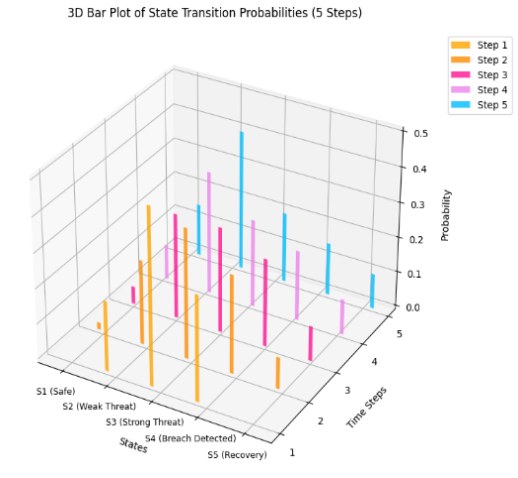 3D Bar Plot of State Transition Probabilities (5 Steps)
Step 1
Step 2
Step 3
Step 4
Step 5
0.5
0.4
0.3
0.2
0.1
0.0
Probability
5
4
3
2
1
Time Steps
S1 (Safe)
S2 (Weak Threat)
S3 (Strong Threat)
S4 (Breach Detected)
S5 (Recovery)
States